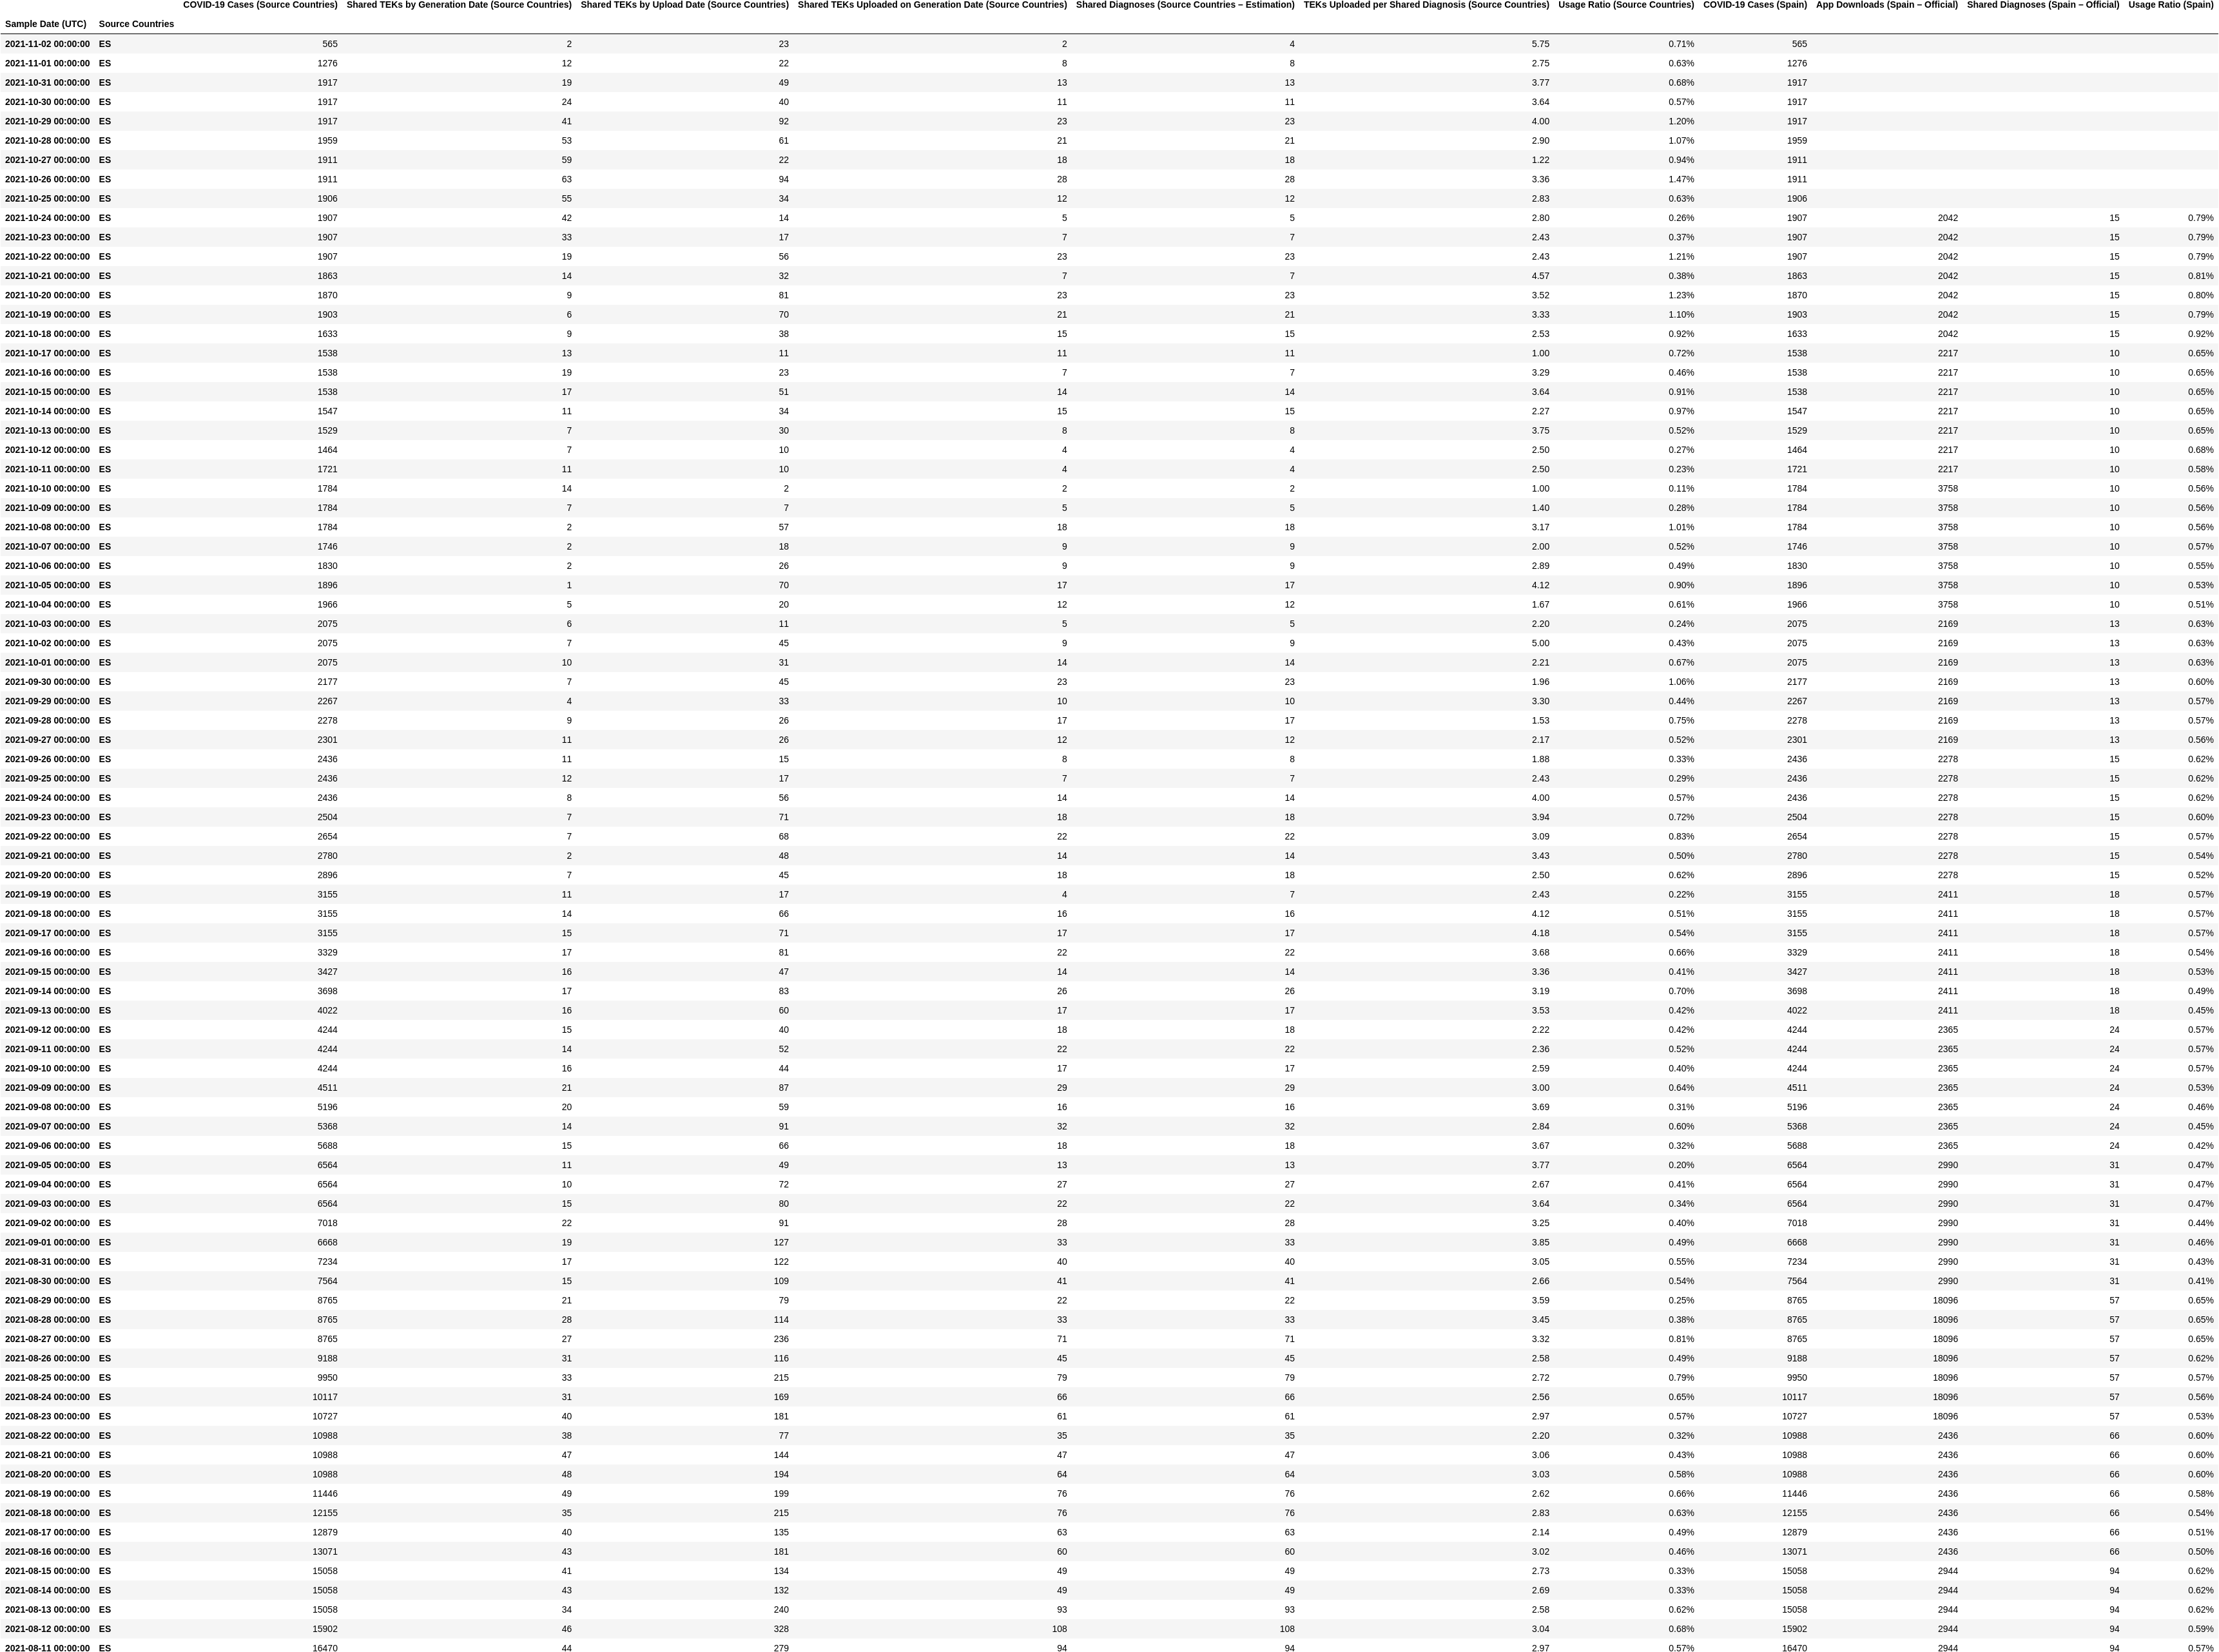 COVID-19 Cases (Source Countries) Shared TEKs by Generation Date (Source Countries) Shared TEKs by Upload Date (Source Countries) Shared TEKs Uploaded on Generation Date (Source Countries) Shared Diagnoses (Source Countries – Estimation) TEKs Uploaded per Shared Diagnosis (Source Countries) Usage Ratio (Source Countries) COVID-19 Cases (Spain) App Downloads (Spain – Official) Shared Diagnoses (Spain – Official) Usage Ratio (Spain)
Sample Date (UTC) Source Countries
2021-11-02 00:00:00 ES 565 2 23 2 4 5.75 0.71% 565
2021-11-01 00:00:00 ES 1276 12 22 8 8 2.75 0.63% 1276
2021-10-31 00:00:00 ES 1917 19 49 13 13 3.77 0.68% 1917
2021-10-30 00:00:00 ES 1917 24 40 11 11 3.64 0.57% 1917
2021-10-29 00:00:00 ES 1917 41 92 23 23 4.00 1.20% 1917
2021-10-28 00:00:00 ES 1959 53 61 21 21 2.90 1.07% 1959
2021-10-27 00:00:00 ES 1911 59 22 18 18 1.22 0.94% 1911
2021-10-26 00:00:00 ES 1911 63 94 28 28 3.36 1.47% 1911
2021-10-25 00:00:00 ES 1906 55 34 12 12 2.83 0.63% 1906
2021-10-24 00:00:00 ES 1907 42 14 5 5 2.80 0.26% 1907 2042 15 0.79%
2021-10-23 00:00:00 ES 1907 33 17 7 7 2.43 0.37% 1907 2042 15 0.79%
2021-10-22 00:00:00 ES 1907 19 56 23 23 2.43 1.21% 1907 2042 15 0.79%
2021-10-21 00:00:00 ES 1863 14 32 7 7 4.57 0.38% 1863 2042 15 0.81%
2021-10-20 00:00:00 ES 1870 9 81 23 23 3.52 1.23% 1870 2042 15 0.80%
2021-10-19 00:00:00 ES 1903 6 70 21 21 3.33 1.10% 1903 2042 15 0.79%
2021-10-18 00:00:00 ES 1633 9 38 15 15 2.53 0.92% 1633 2042 15 0.92%
2021-10-17 00:00:00 ES 1538 13 11 11 11 1.00 0.72% 1538 2217 10 0.65%
2021-10-16 00:00:00 ES 1538 19 23 7 7 3.29 0.46% 1538 2217 10 0.65%
2021-10-15 00:00:00 ES 1538 17 51 14 14 3.64 0.91% 1538 2217 10 0.65%
2021-10-14 00:00:00 ES 1547 11 34 15 15 2.27 0.97% 1547 2217 10 0.65%
2021-10-13 00:00:00 ES 1529 7 30 8 8 3.75 0.52% 1529 2217 10 0.65%
2021-10-12 00:00:00 ES 1464 7 10 4 4 2.50 0.27% 1464 2217 10 0.68%
2021-10-11 00:00:00 ES 1721 11 10 4 4 2.50 0.23% 1721 2217 10 0.58%
2021-10-10 00:00:00 ES 1784 14 2 2 2 1.00 0.11% 1784 3758 10 0.56%
2021-10-09 00:00:00 ES 1784 7 7 5 5 1.40 0.28% 1784 3758 10 0.56%
2021-10-08 00:00:00 ES 1784 2 57 18 18 3.17 1.01% 1784 3758 10 0.56%
2021-10-07 00:00:00 ES 1746 2 18 9 9 2.00 0.52% 1746 3758 10 0.57%
2021-10-06 00:00:00 ES 1830 2 26 9 9 2.89 0.49% 1830 3758 10 0.55%
2021-10-05 00:00:00 ES 1896 1 70 17 17 4.12 0.90% 1896 3758 10 0.53%
2021-10-04 00:00:00 ES 1966 5 20 12 12 1.67 0.61% 1966 3758 10 0.51%
2021-10-03 00:00:00 ES 2075 6 11 5 5 2.20 0.24% 2075 2169 13 0.63%
2021-10-02 00:00:00 ES 2075 7 45 9 9 5.00 0.43% 2075 2169 13 0.63%
2021-10-01 00:00:00 ES 2075 10 31 14 14 2.21 0.67% 2075 2169 13 0.63%
2021-09-30 00:00:00 ES 2177 7 45 23 23 1.96 1.06% 2177 2169 13 0.60%
2021-09-29 00:00:00 ES 2267 4 33 10 10 3.30 0.44% 2267 2169 13 0.57%
2021-09-28 00:00:00 ES 2278 9 26 17 17 1.53 0.75% 2278 2169 13 0.57%
2021-09-27 00:00:00 ES 2301 11 26 12 12 2.17 0.52% 2301 2169 13 0.56%
2021-09-26 00:00:00 ES 2436 11 15 8 8 1.88 0.33% 2436 2278 15 0.62%
2021-09-25 00:00:00 ES 2436 12 17 7 7 2.43 0.29% 2436 2278 15 0.62%
2021-09-24 00:00:00 ES 2436 8 56 14 14 4.00 0.57% 2436 2278 15 0.62%
2021-09-23 00:00:00 ES 2504 7 71 18 18 3.94 0.72% 2504 2278 15 0.60%
2021-09-22 00:00:00 ES 2654 7 68 22 22 3.09 0.83% 2654 2278 15 0.57%
2021-09-21 00:00:00 ES 2780 2 48 14 14 3.43 0.50% 2780 2278 15 0.54%
2021-09-20 00:00:00 ES 2896 7 45 18 18 2.50 0.62% 2896 2278 15 0.52%
2021-09-19 00:00:00 ES 3155 11 17 4 7 2.43 0.22% 3155 2411 18 0.57%
2021-09-18 00:00:00 ES 3155 14 66 16 16 4.12 0.51% 3155 2411 18 0.57%
2021-09-17 00:00:00 ES 3155 15 71 17 17 4.18 0.54% 3155 2411 18 0.57%
2021-09-16 00:00:00 ES 3329 17 81 22 22 3.68 0.66% 3329 2411 18 0.54%
2021-09-15 00:00:00 ES 3427 16 47 14 14 3.36 0.41% 3427 2411 18 0.53%
2021-09-14 00:00:00 ES 3698 17 83 26 26 3.19 0.70% 3698 2411 18 0.49%
2021-09-13 00:00:00 ES 4022 16 60 17 17 3.53 0.42% 4022 2411 18 0.45%
2021-09-12 00:00:00 ES 4244 15 40 18 18 2.22 0.42% 4244 2365 24 0.57%
2021-09-11 00:00:00 ES 4244 14 52 22 22 2.36 0.52% 4244 2365 24 0.57%
2021-09-10 00:00:00 ES 4244 16 44 17 17 2.59 0.40% 4244 2365 24 0.57%
2021-09-09 00:00:00 ES 4511 21 87 29 29 3.00 0.64% 4511 2365 24 0.53%
2021-09-08 00:00:00 ES 5196 20 59 16 16 3.69 0.31% 5196 2365 24 0.46%
2021-09-07 00:00:00 ES 5368 14 91 32 32 2.84 0.60% 5368 2365 24 0.45%
2021-09-06 00:00:00 ES 5688 15 66 18 18 3.67 0.32% 5688 2365 24 0.42%
2021-09-05 00:00:00 ES 6564 11 49 13 13 3.77 0.20% 6564 2990 31 0.47%
2021-09-04 00:00:00 ES 6564 10 72 27 27 2.67 0.41% 6564 2990 31 0.47%
2021-09-03 00:00:00 ES 6564 15 80 22 22 3.64 0.34% 6564 2990 31 0.47%
2021-09-02 00:00:00 ES 7018 22 91 28 28 3.25 0.40% 7018 2990 31 0.44%
2021-09-01 00:00:00 ES 6668 19 127 33 33 3.85 0.49% 6668 2990 31 0.46%
2021-08-31 00:00:00 ES 7234 17 122 40 40 3.05 0.55% 7234 2990 31 0.43%
2021-08-30 00:00:00 ES 7564 15 109 41 41 2.66 0.54% 7564 2990 31 0.41%
2021-08-29 00:00:00 ES 8765 21 79 22 22 3.59 0.25% 8765 18096 57 0.65%
2021-08-28 00:00:00 ES 8765 28 114 33 33 3.45 0.38% 8765 18096 57 0.65%
2021-08-27 00:00:00 ES 8765 27 236 71 71 3.32 0.81% 8765 18096 57 0.65%
2021-08-26 00:00:00 ES 9188 31 116 45 45 2.58 0.49% 9188 18096 57 0.62%
2021-08-25 00:00:00 ES 9950 33 215 79 79 2.72 0.79% 9950 18096 57 0.57%
2021-08-24 00:00:00 ES 10117 31 169 66 66 2.56 0.65% 10117 18096 57 0.56%
2021-08-23 00:00:00 ES 10727 40 181 61 61 2.97 0.57% 10727 18096 57 0.53%
2021-08-22 00:00:00 ES 10988 38 77 35 35 2.20 0.32% 10988 2436 66 0.60%
2021-08-21 00:00:00 ES 10988 47 144 47 47 3.06 0.43% 10988 2436 66 0.60%
2021-08-20 00:00:00 ES 10988 48 194 64 64 3.03 0.58% 10988 2436 66 0.60%
2021-08-19 00:00:00 ES 11446 49 199 76 76 2.62 0.66% 11446 2436 66 0.58%
2021-08-18 00:00:00 ES 12155 35 215 76 76 2.83 0.63% 12155 2436 66 0.54%
2021-08-17 00:00:00 ES 12879 40 135 63 63 2.14 0.49% 12879 2436 66 0.51%
2021-08-16 00:00:00 ES 13071 43 181 60 60 3.02 0.46% 13071 2436 66 0.50%
2021-08-15 00:00:00 ES 15058 41 134 49 49 2.73 0.33% 15058 2944 94 0.62%
2021-08-14 00:00:00 ES 15058 43 132 49 49 2.69 0.33% 15058 2944 94 0.62%
2021-08-13 00:00:00 ES 15058 34 240 93 93 2.58 0.62% 15058 2944 94 0.62%
2021-08-12 00:00:00 ES 15902 46 328 108 108 3.04 0.68% 15902 2944 94 0.59%
2021-08-11 00:00:00 ES 16470 44 279 94 94 2.97 0.57% 16470 2944 94 0.57%